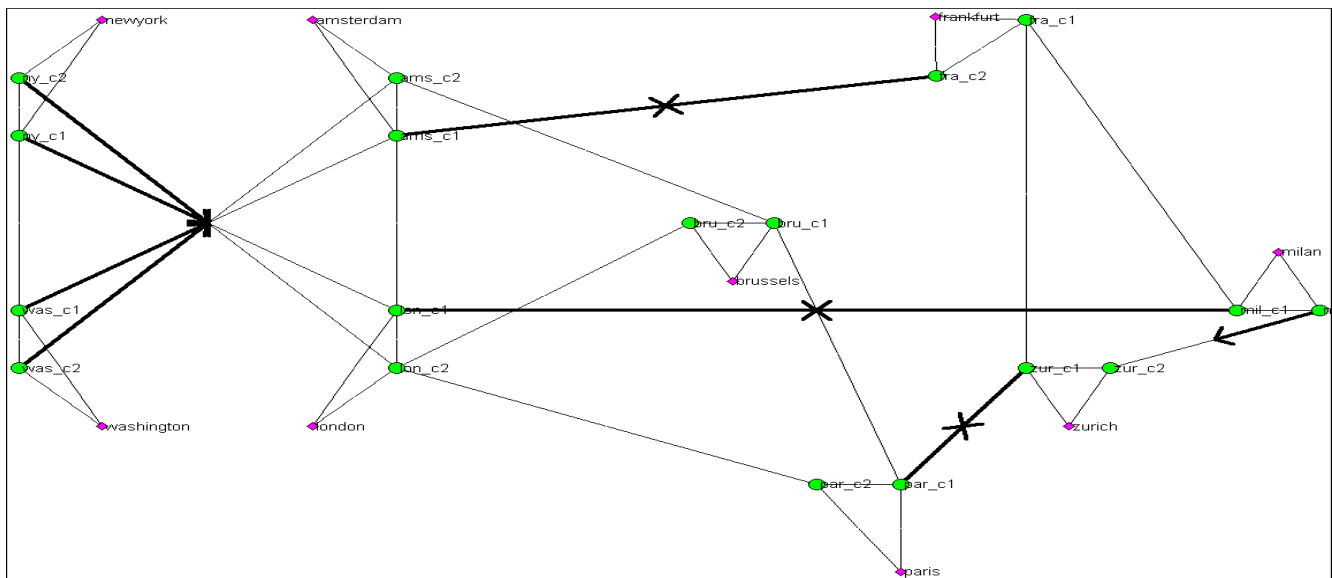 newyork
amsterdam
frankfurt
fra_c1
ny_c2
ams_c2
fra_c2
ny_c1
ams_c1
bru_c2
bru_c1
milan
brussels
was_c1
lon_c1
mil_c1
was_c2
lon_c2
zur_c1
zur_c2
washington
london
zurich
par_c2
par_c1
paris